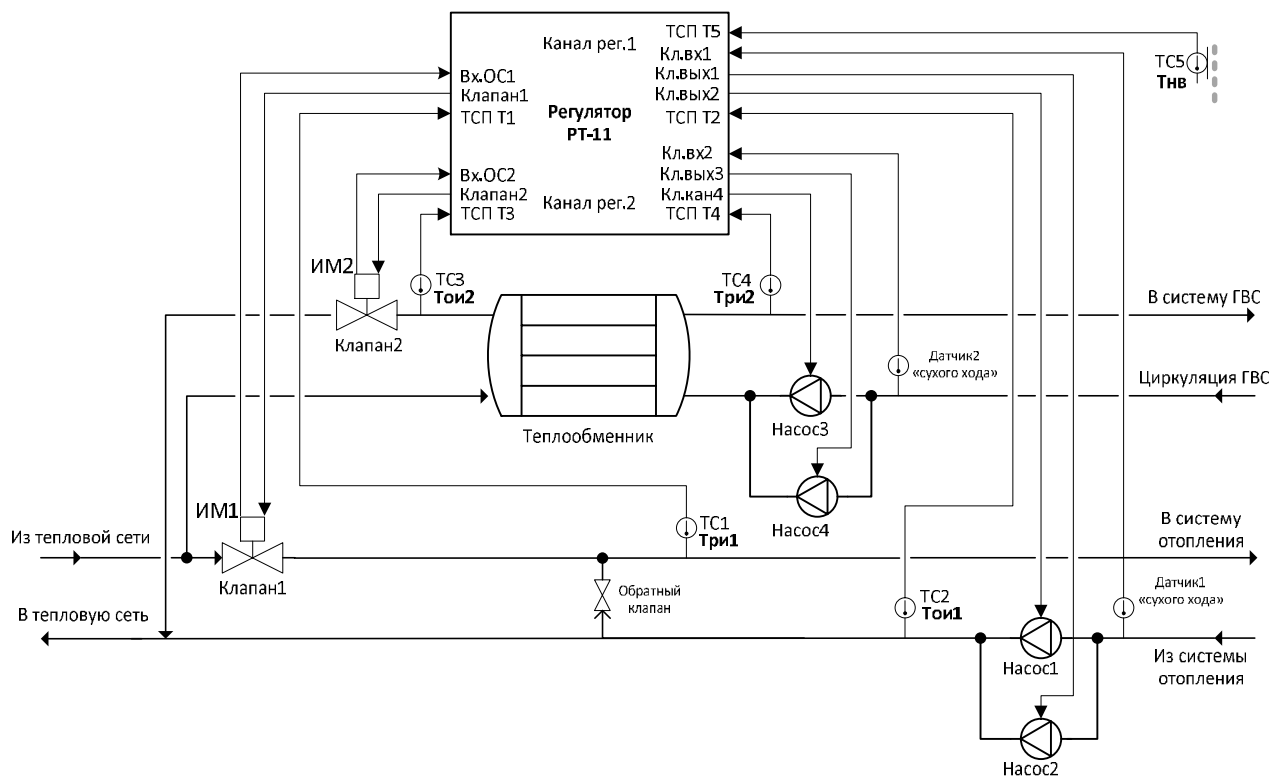 Канал рег.1
Вх.ОС1
Клапан1
ТСП Т1
Регулятор
РТ-11
Вх.ОС2
Клапан2
ТСП Т3
Канал рег.2
ТСП Т5
Кл.вх1
Кл.вых1
Кл.вых2
ТСП Т2
Кл.вх2
Кл.вых3
Кл.кан4
ТСП Т4
ТС5
Тнв
ИМ2
Клапан2
ТС3
Тои2
ТС4
Три2
В систему ГВС
Датчик2
«сухого хода»
Циркуляция ГВС
Теплообменник
Насос3
Насос4
ИМ1
Из тепловой сети
Клапан1
ТС1
Три1
В систему
отопления
Обратный
клапан
В тепловую сеть
ТС2
Тои1
Датчик1
«сухого хода»
Насос1
Из системы
отопления
Насос2